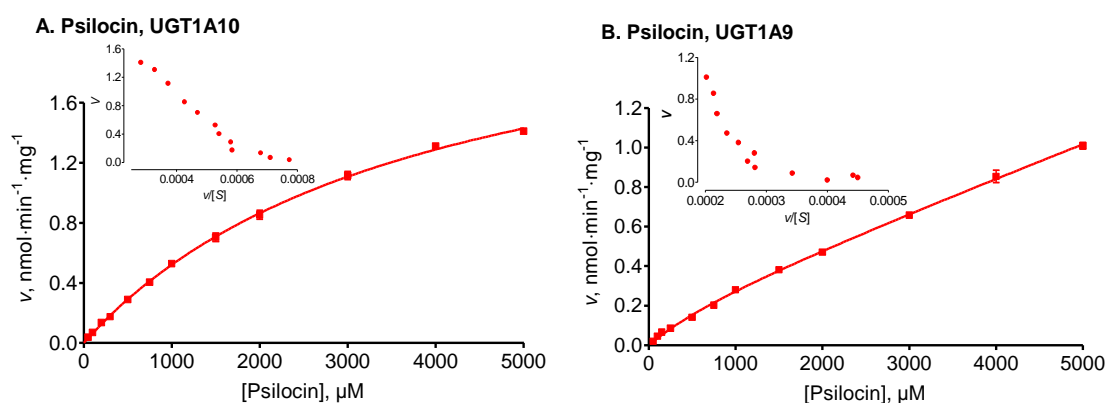 A. Psilocin, UGT1A10
1.6
1.2
0.8
0.4
0.0
v
0.0004 0.0006 0.0008
v/[S]
1.6
1.2
0.8
0.4
0.0
v, nmol·min⁻¹·mg⁻¹
0 1000 2000 3000 4000 5000
[Psilocin], µM
B. Psilocin, UGT1A9
1.2
0.8
0.4
0.0
v
0.0002 0.0003 0.0004 0.0005
v/[S]
1.2
1.0
0.8
0.6
0.4
0.2
0.0
v, nmol·min⁻¹·mg⁻¹
0 1000 2000 3000 4000 5000
[Psilocin], µM